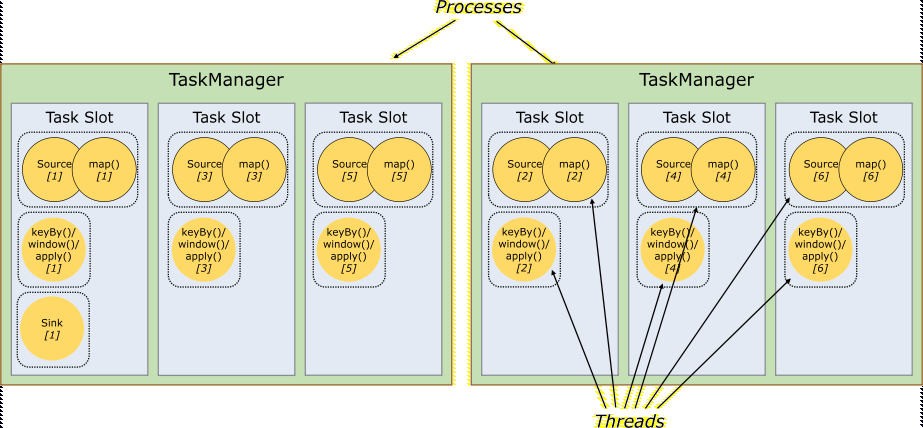 Processes
TaskManager
Task Slot
Source
[1]
map()
[1]
keyBy()/
window()/
apply()
[1]
Sink
[1]
Task Slot
Source
[3]
map()
[3]
keyBy()/
window()/
apply()
[3]
Task Slot
Source
[5]
map()
[5]
keyBy()/
window()/
apply()
[5]
TaskManager
Task Slot
Source
[2]
map()
[2]
keyBy()/
window()/
apply()
[2]
Task Slot
Source
[4]
map()
[4]
keyBy()/
window()/
apply()
[4]
Task Slot
Source
[6]
map()
[6]
keyBy()/
window()/
apply()
[6]
Threads